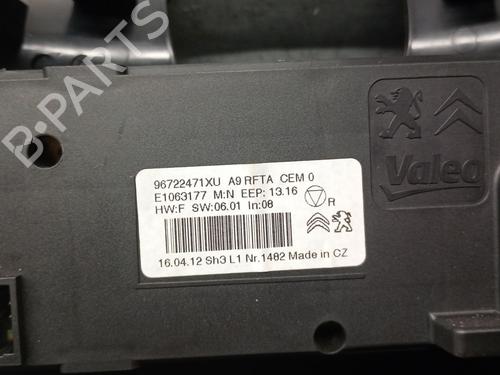 B-PARTS
Valeo
96722471XU A9 RFTA CEM 0
E1063177 M:N EEP: 13.16
HW:F SW:06.01 In:08
R
16.04.12 Sh3 L1 Nr.1482 Made in CZ